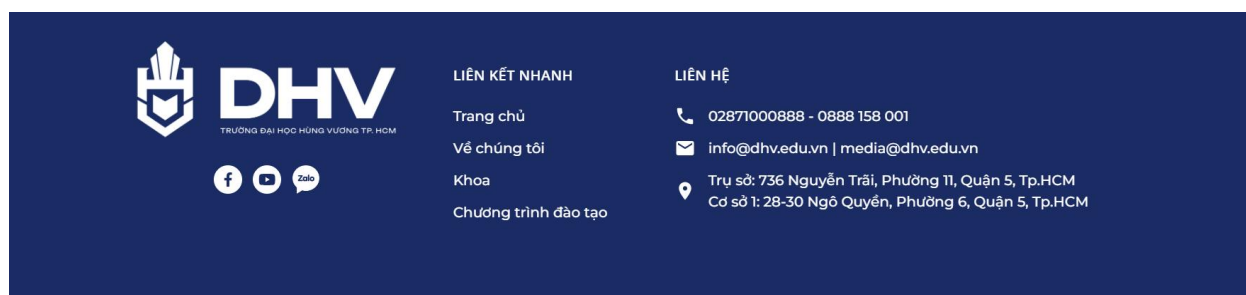 DHV
TRƯỜNG ĐẠI HỌC HÙNG VƯƠNG TP. HCM
Zalo
LIÊN KẾT NHANH
Trang chủ
Về chúng tôi
Khoa
Chương trình đào tạo
LIÊN HỆ
02871000888 - 0888 158 001
info@dhv.edu.vn | media@dhv.edu.vn
Trụ sở: 736 Nguyễn Trãi, Phường 11, Quận 5, Tp.HCM
Cơ sở 1: 28-30 Ngô Quyền, Phường 6, Quận 5, Tp.HCM